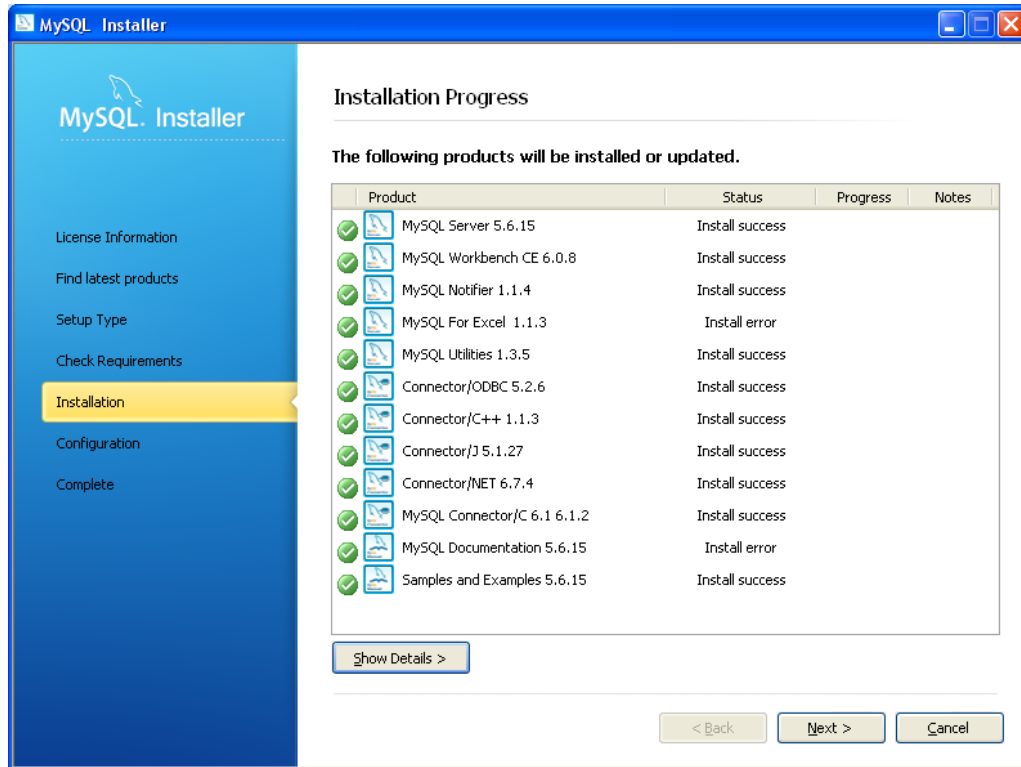 MySQL Installer
MySQL. Installer
License Information
Find latest products
Setup Type
Check Requirements
Installation
Configuration
Complete
Installation Progress
The following products will be installed or updated.
Product Status Progress Notes
MySQL Server 5.6.15 Install success
MySQL Workbench CE 6.0.8 Install success
MySQL Notifier 1.1.4 Install success
MySQL For Excel 1.1.3 Install error
MySQL Utilities 1.3.5 Install success
Connector/ODBC 5.2.6 Install success
Connector/C++ 1.1.3 Install success
Connector/J 5.1.27 Install success
Connector/NET 6.7.4 Install success
MySQL Connector/C 6.1 6.1.2 Install success
MySQL Documentation 5.6.15 Install error
Samples and Examples 5.6.15 Install success
Show Details >
< Back Next > Cancel